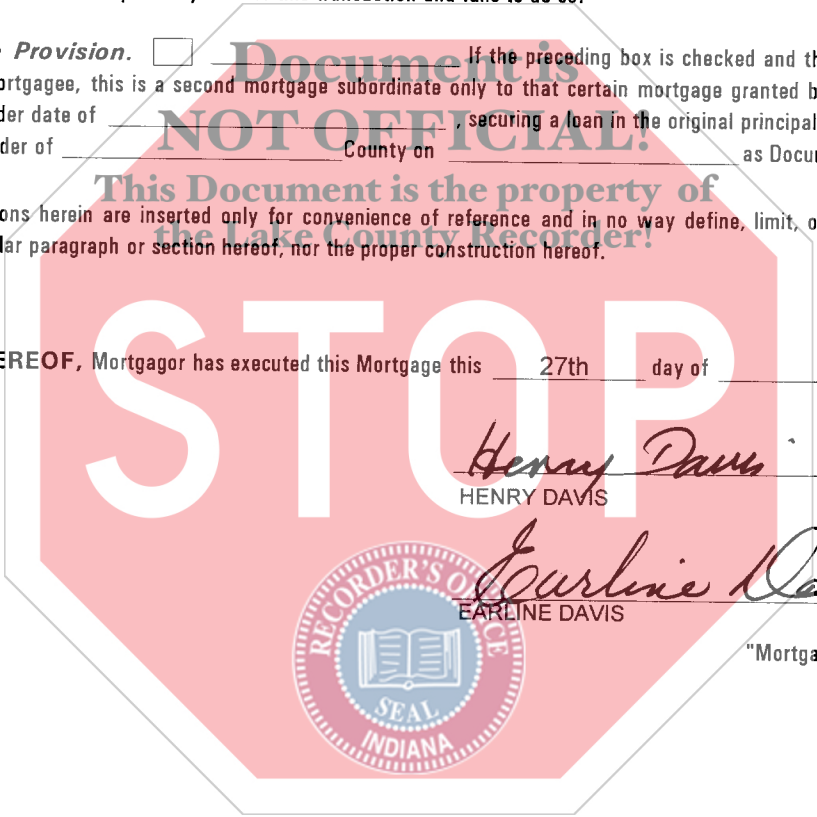 Provision. If the preceding box is checked and
ortgagee, this is a second mortgage subordinate only to that certain mortgage granted
der date of , securing a loan in the original principal
der of County on as Docu
ons herein are inserted only for convenience of reference and in no way define, limit,
lar paragraph or section hereof, nor the proper construction hereof.
EREOF, Mortgagor has executed this Mortgage this 27th day of
Henry Davis
HENRY DAVIS
Earline Da
EARLINE DAVIS
"Mortga
Document is
NOT OFFICIAL!
This Document is the property of
the Lake County Recorder!
STOP
RECORDER'S OFFICE
SEAL
INDIANA